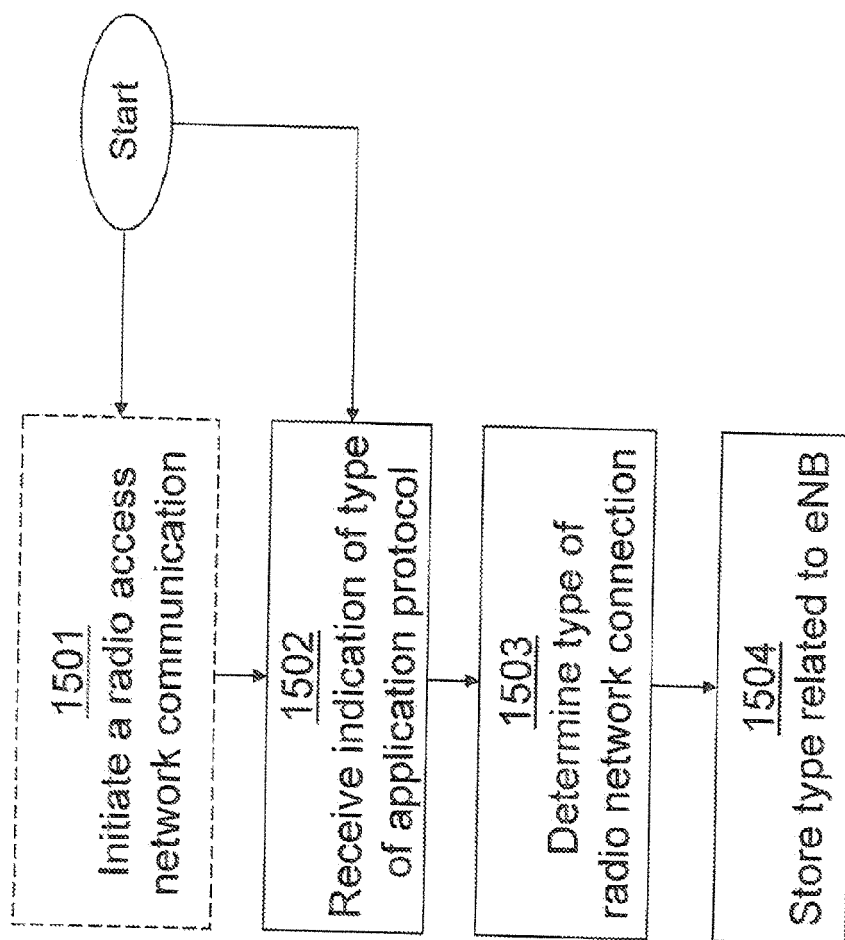 Start
1501
Initiate a radio access
network communication
1502
Receive indication of type
of application protocol
1503
Determine type of
radio network connection
1504
Store type related to eNB